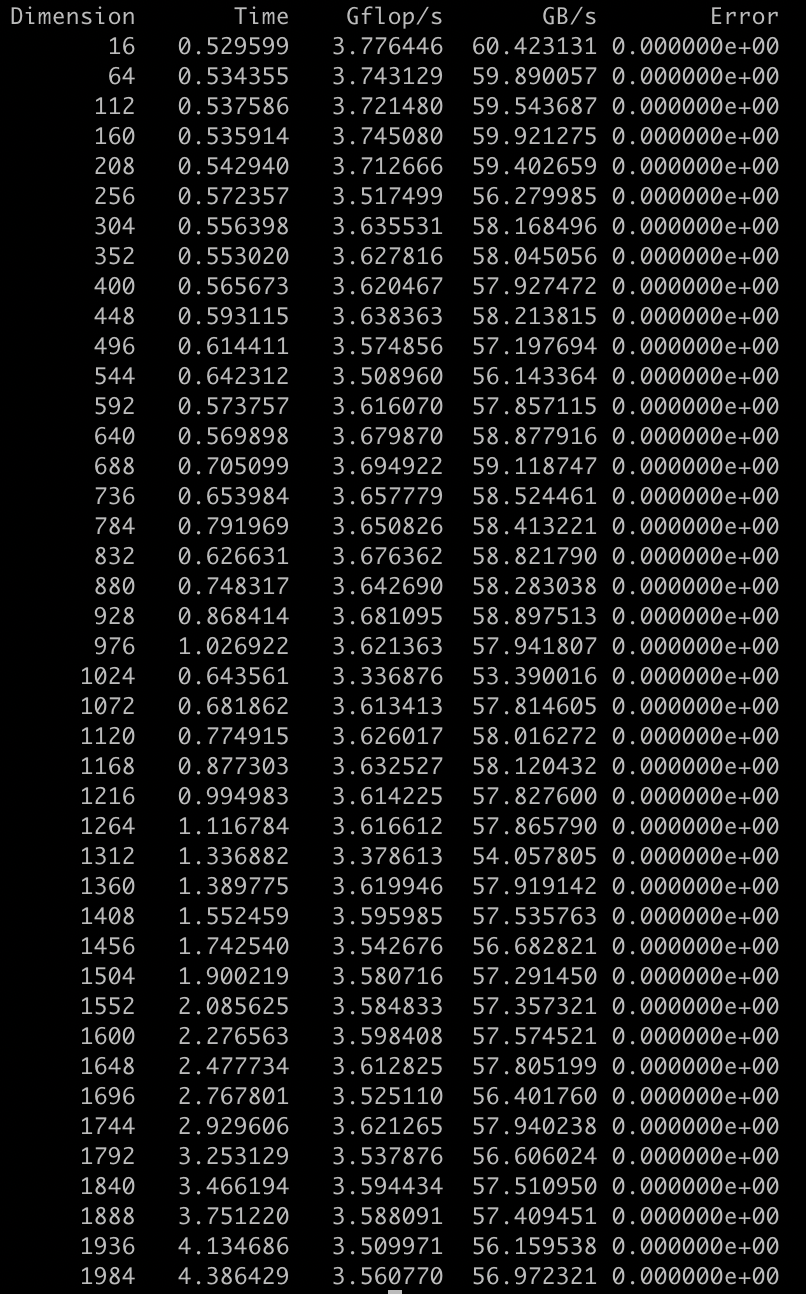 Dimension Time Gflop/s GB/s Error
16 0.529599 3.776446 60.423131 0.000000e+00
64 0.534355 3.743129 59.890057 0.000000e+00
112 0.537586 3.721480 59.543687 0.000000e+00
160 0.535914 3.745080 59.921275 0.000000e+00
208 0.542940 3.712666 59.402659 0.000000e+00
256 0.572357 3.517499 56.279985 0.000000e+00
304 0.556398 3.635531 58.168496 0.000000e+00
352 0.553020 3.627816 58.045056 0.000000e+00
400 0.565673 3.620467 57.927472 0.000000e+00
448 0.593115 3.638363 58.213815 0.000000e+00
496 0.614411 3.574856 57.197694 0.000000e+00
544 0.642312 3.508960 56.143364 0.000000e+00
592 0.573757 3.616070 57.857115 0.000000e+00
640 0.569898 3.679870 58.877916 0.000000e+00
688 0.705099 3.694922 59.118747 0.000000e+00
736 0.653984 3.657779 58.524461 0.000000e+00
784 0.791969 3.650826 58.413221 0.000000e+00
832 0.626631 3.676362 58.821790 0.000000e+00
880 0.748317 3.642690 58.283038 0.000000e+00
928 0.868414 3.681095 58.897513 0.000000e+00
976 1.026922 3.621363 57.941807 0.000000e+00
1024 0.643561 3.336876 53.390016 0.000000e+00
1072 0.681862 3.613413 57.814605 0.000000e+00
1120 0.774915 3.626017 58.016272 0.000000e+00
1168 0.877303 3.632527 58.120432 0.000000e+00
1216 0.994983 3.614225 57.827600 0.000000e+00
1264 1.116784 3.616612 57.865790 0.000000e+00
1312 1.336882 3.378613 54.057805 0.000000e+00
1360 1.389775 3.619946 57.919142 0.000000e+00
1408 1.552459 3.595985 57.535763 0.000000e+00
1456 1.742540 3.542676 56.682821 0.000000e+00
1504 1.900219 3.580716 57.291450 0.000000e+00
1552 2.085625 3.584833 57.357321 0.000000e+00
1600 2.276563 3.598408 57.574521 0.000000e+00
1648 2.477734 3.612825 57.805199 0.000000e+00
1696 2.767801 3.525110 56.401760 0.000000e+00
1744 2.929606 3.621265 57.940238 0.000000e+00
1792 3.253129 3.537876 56.606024 0.000000e+00
1840 3.466194 3.594434 57.510950 0.000000e+00
1888 3.751220 3.588091 57.409451 0.000000e+00
1936 4.134686 3.509971 56.159538 0.000000e+00
1984 4.386429 3.560770 56.972321 0.000000e+00